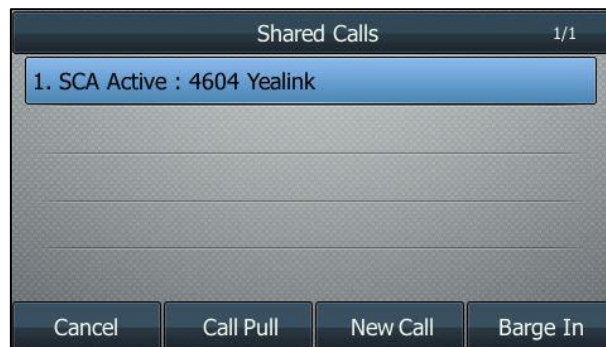 Shared Calls 1/1
1. SCA Active : 4604 Yealink
Cancel Call Pull New Call Barge In